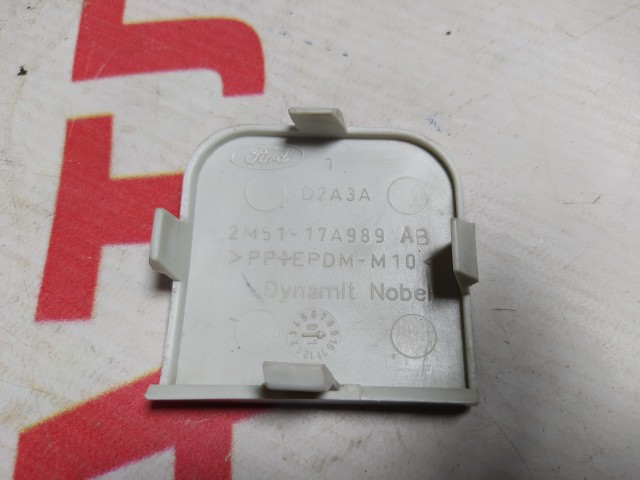 Ford
1
D2A3A
2M51-17A989 AB
>PP+EPDM-M10<
Dynamit Nobel